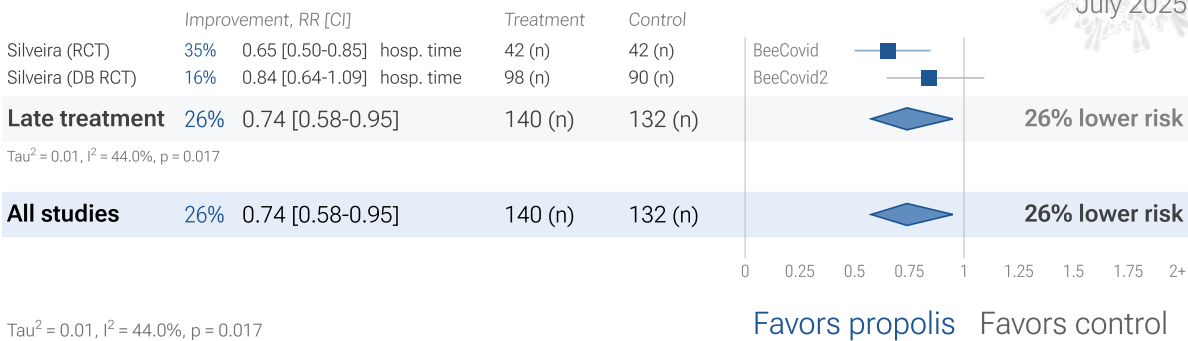 July 2025
Improvement, RR [CI] Treatment Control
Silveira (RCT) 35% 0.65 [0.50-0.85] hosp. time 42 (n) 42 (n) BeeCovid
Silveira (DB RCT) 16% 0.84 [0.64-1.09] hosp. time 98 (n) 90 (n) BeeCovid2
Late treatment 26% 0.74 [0.58-0.95] 140 (n) 132 (n) 26% lower risk
Tau² = 0.01, I² = 44.0%, p = 0.017
All studies 26% 0.74 [0.58-0.95] 140 (n) 132 (n) 26% lower risk
0 0.25 0.5 0.75 1 1.25 1.5 1.75 2+
Tau² = 0.01, I² = 44.0%, p = 0.017 Favors propolis Favors control